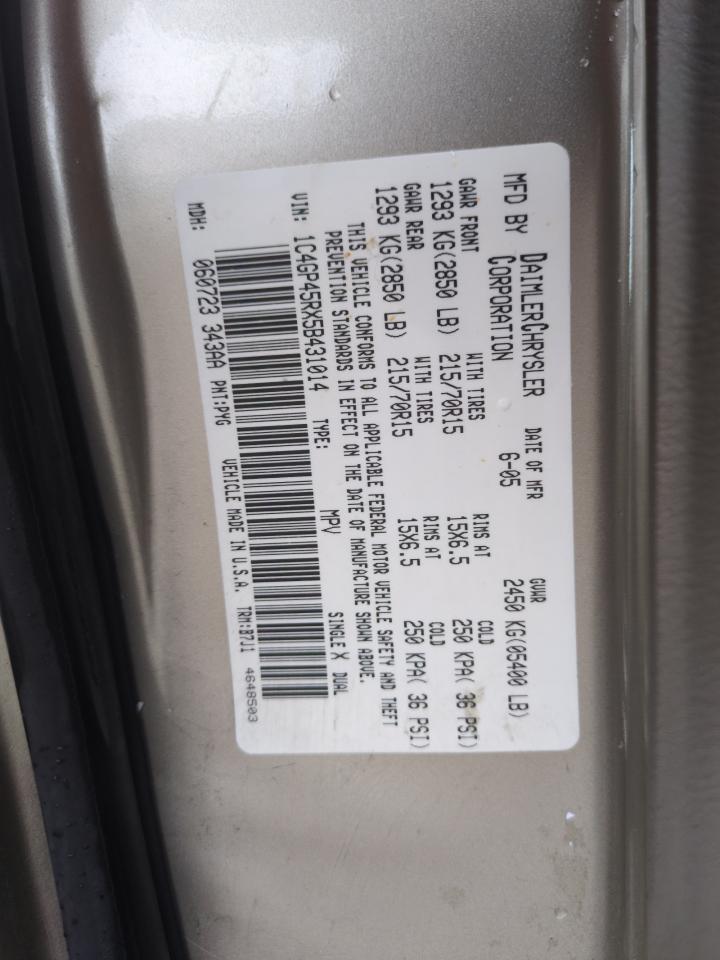 MFD BY DAIMLERCHRYSLER CORPORATION DATE OF MFR 6-05 GVWR 2450 KG(05400 LB)
GAWR FRONT WITH TIRES RIMS AT COLD
1293 KG(2850 LB) 215/70R15 15X6.5 250 KPA( 36 PSI)
GAWR REAR WITH TIRES RIMS AT COLD
1293 KG(2850 LB) 215/70R15 15X6.5 250 KPA( 36 PSI)
THIS VEHICLE CONFORMS TO ALL APPLICABLE FEDERAL MOTOR VEHICLE SAFETY AND THEFT
PREVENTION STANDARDS IN EFFECT ON THE DATE OF MANUFACTURE SHOWN ABOVE.
VIN: 1C4GP45RX5B431014 TYPE: MPV SINGLE X DUAL
MDH: 060723 343AA PNT:PYG VEHICLE MADE IN U.S.A. TRM:B7J1 4648503